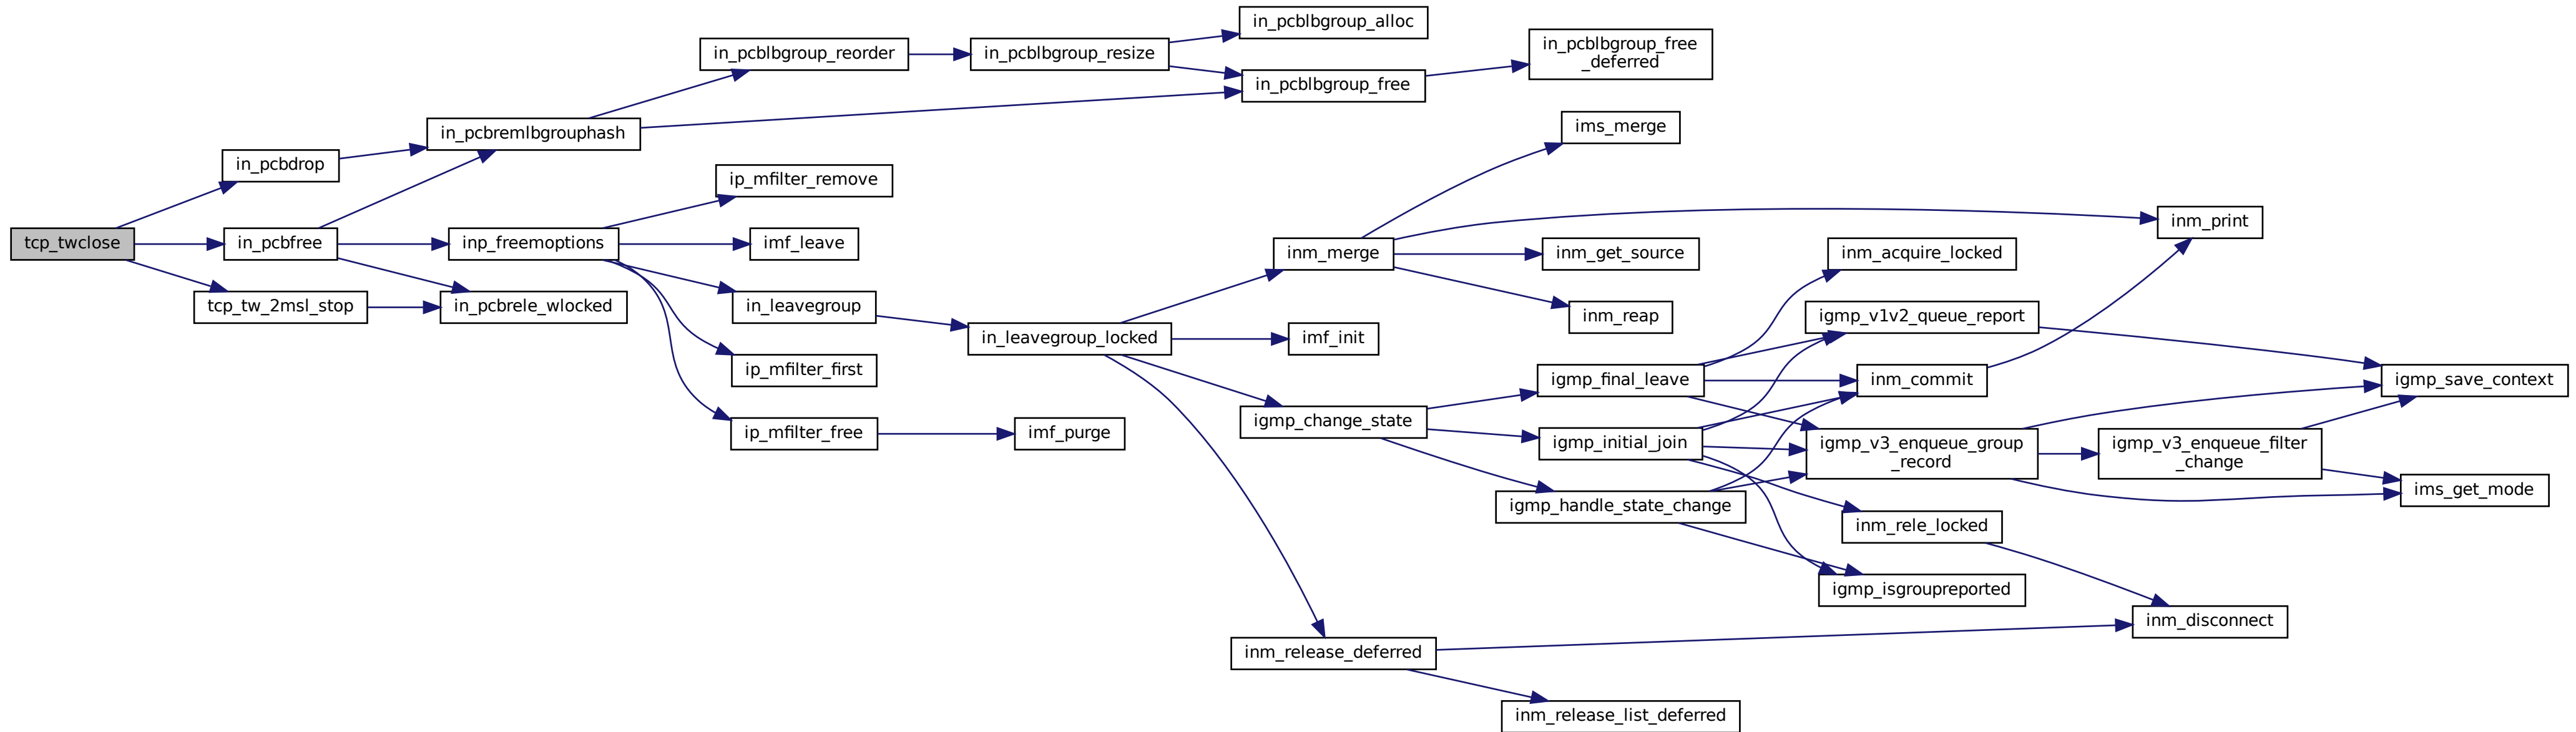 tcp_twclose
in_pcbdrop
in_pcbfree
tcp_tw_2msl_stop
in_pcbremlbgrouphash
inp_freemoptions
in_pcbrele_wlocked
in_pcblbgroup_reorder
ip_mfilter_remove
imf_leave
in_leavegroup
ip_mfilter_first
ip_mfilter_free
in_pcblbgroup_resize
in_leavegroup_locked
imf_purge
in_pcblbgroup_alloc
in_pcblbgroup_free
inm_merge
imf_init
igmp_change_state
inm_release_deferred
in_pcblbgroup_free
_deferred
ims_merge
inm_get_source
inm_reap
igmp_final_leave
igmp_initial_join
igmp_handle_state_change
inm_release_list_deferred
inm_acquire_locked
igmp_v1v2_queue_report
inm_commit
igmp_v3_enqueue_group
_record
inm_rele_locked
igmp_isgroupreported
inm_print
igmp_v3_enqueue_filter
_change
inm_disconnect
igmp_save_context
ims_get_mode